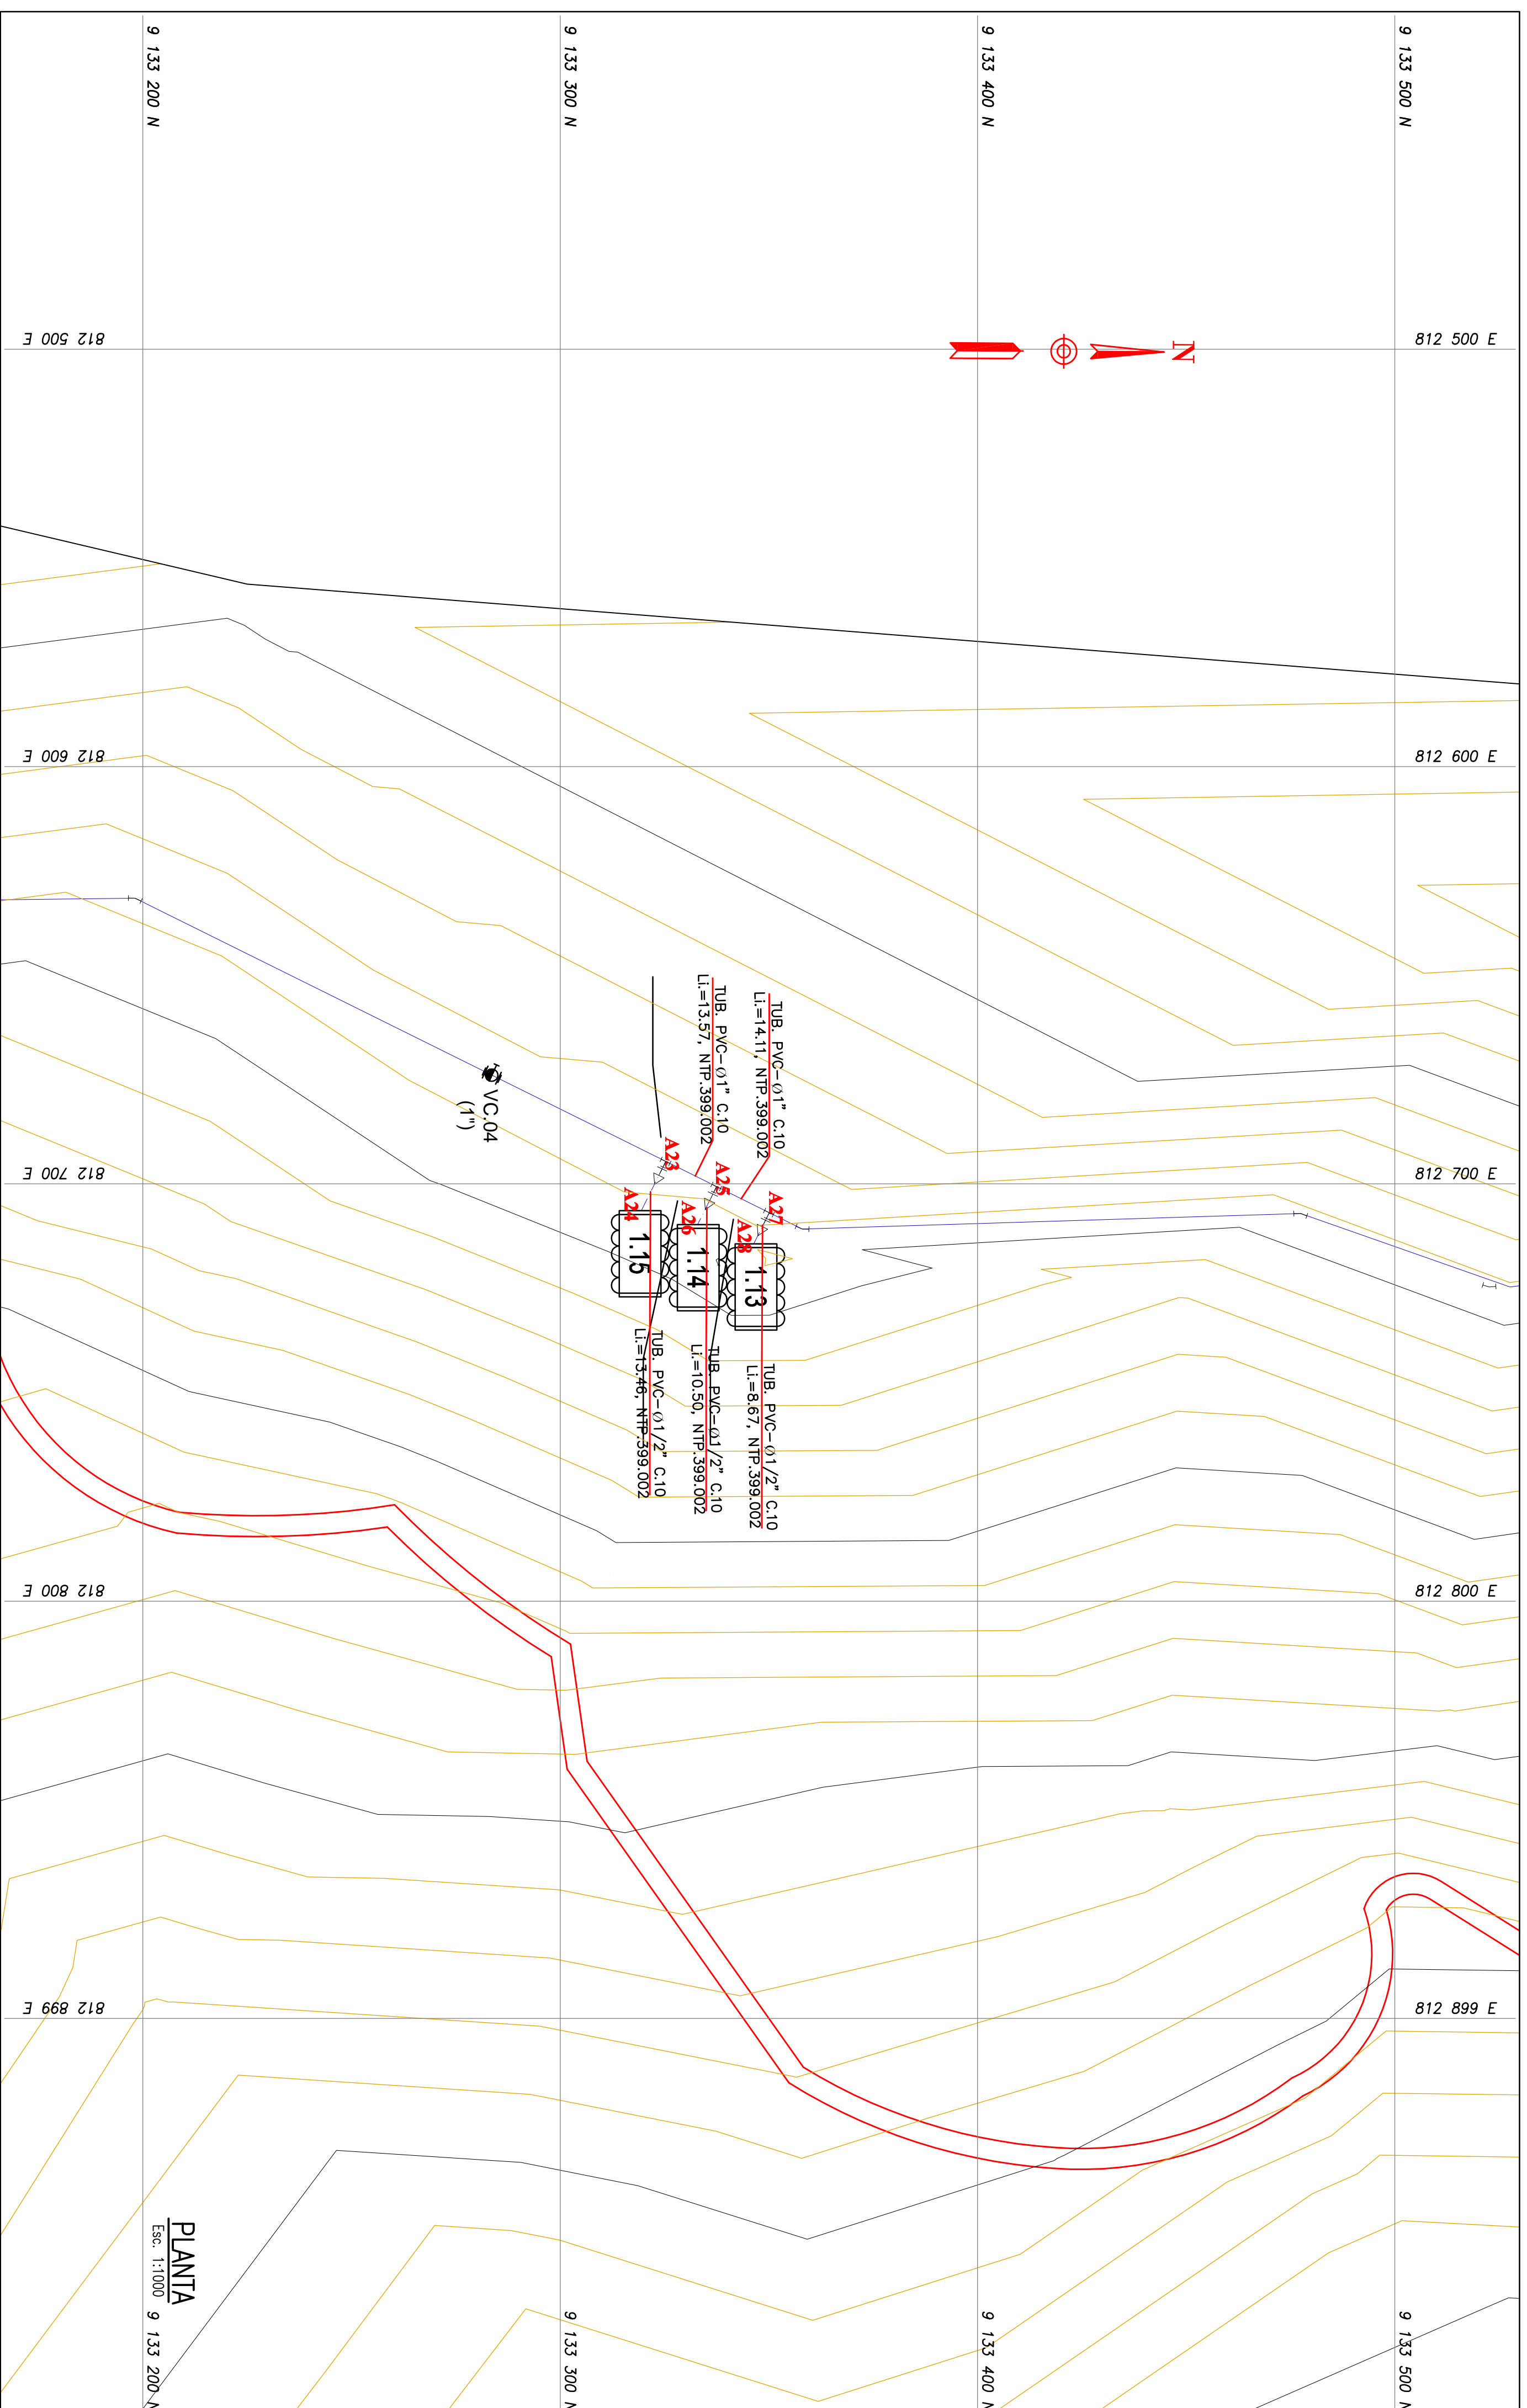 9 133 200 N
9 133 300 N
9 133 400 N
9 133 500 N
812 500 E
812 500 E
N
812 600 E
812 600 E
TUB. PVC-Ø1" C.10
Li.=14.11, NTP.399.002
TUB. PVC-Ø1" C.10
Li.=13.57, NTP.399.002
VC.04
(1")
812 700 E
812 700 E
A23
A24
A25
A26
A27
A28
1.15
1.14
1.13
TUB. PVC-Ø1/2" C.10
Li.=8.67, NTP.399.002
TUB. PVC-Ø1/2" C.10
Li.=10.50, NTP.399.002
TUB. PVC-Ø1/2" C.10
Li.=13.46, NTP.399.002
812 800 E
812 800 E
812 899 E
812 899 E
PLANTA
Esc. 1:1000
9 133 200 N
9 133 300 N
9 133 400 N
9 133 500 N